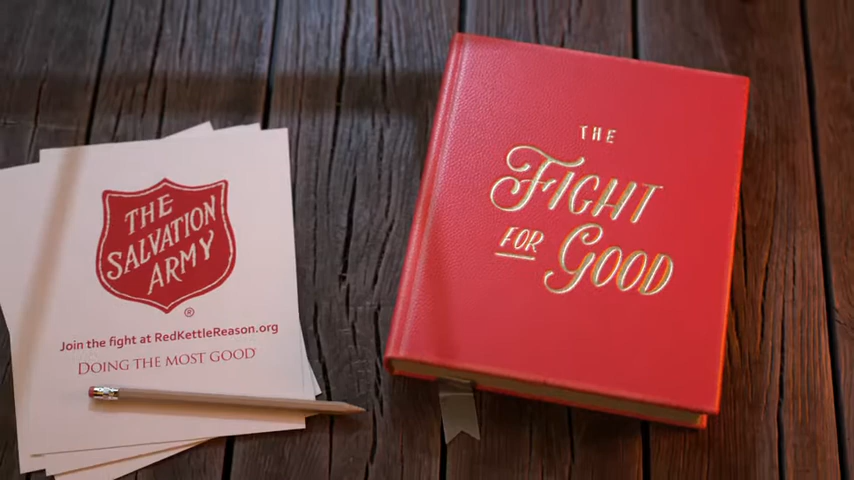 THE
SALVATION
ARMY
®
Join the fight at RedKettleReason.org
DOING THE MOST GOOD
THE
FIGHT
FOR GOOD